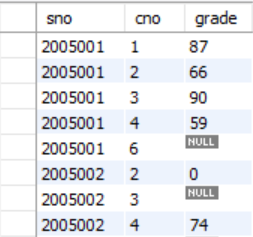 sno cno grade
2005001 1 87
2005001 2 66
2005001 3 90
2005001 4 59
2005001 6 NULL
2005002 2 0
2005002 3 NULL
2005002 4 74